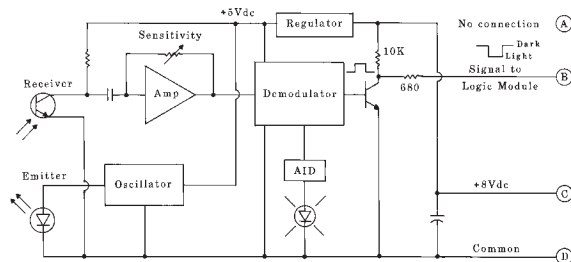 +5Vdc
Regulator
No connection
A
Sensitivity
10K
Dark
Light
Receiver
Amp
Demodulator
680
Signal to
Logic Module
B
Emitter
Oscillator
AID
+8Vdc
C
Common
D